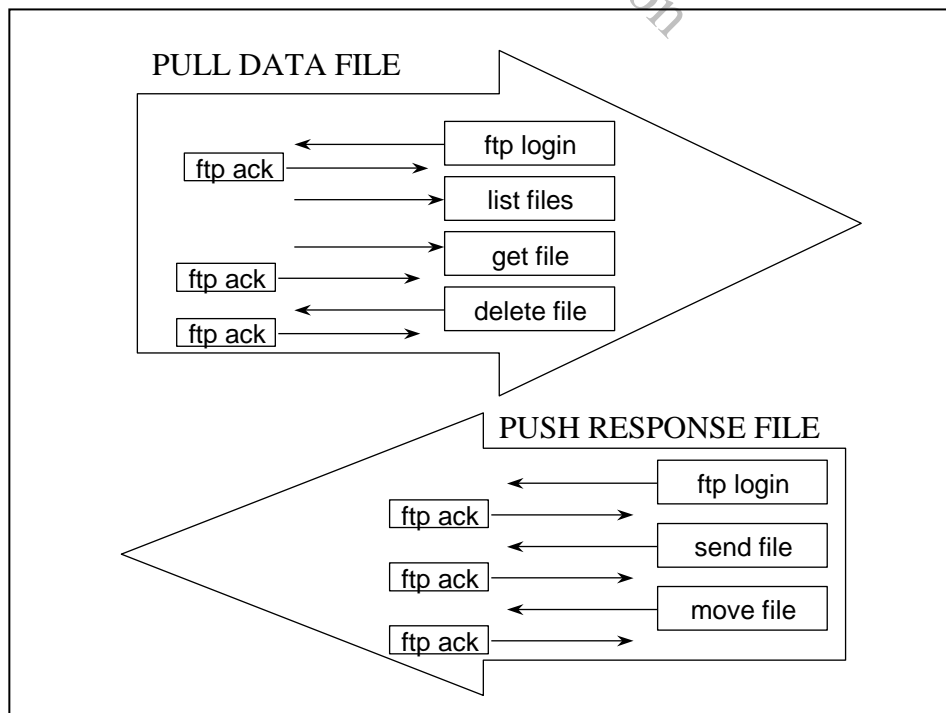 on
PULL DATA FILE
ftp login
ftp ack
list files
get file
ftp ack
delete file
ftp ack
PUSH RESPONSE FILE
ftp login
ftp ack
send file
ftp ack
move file
ftp ack